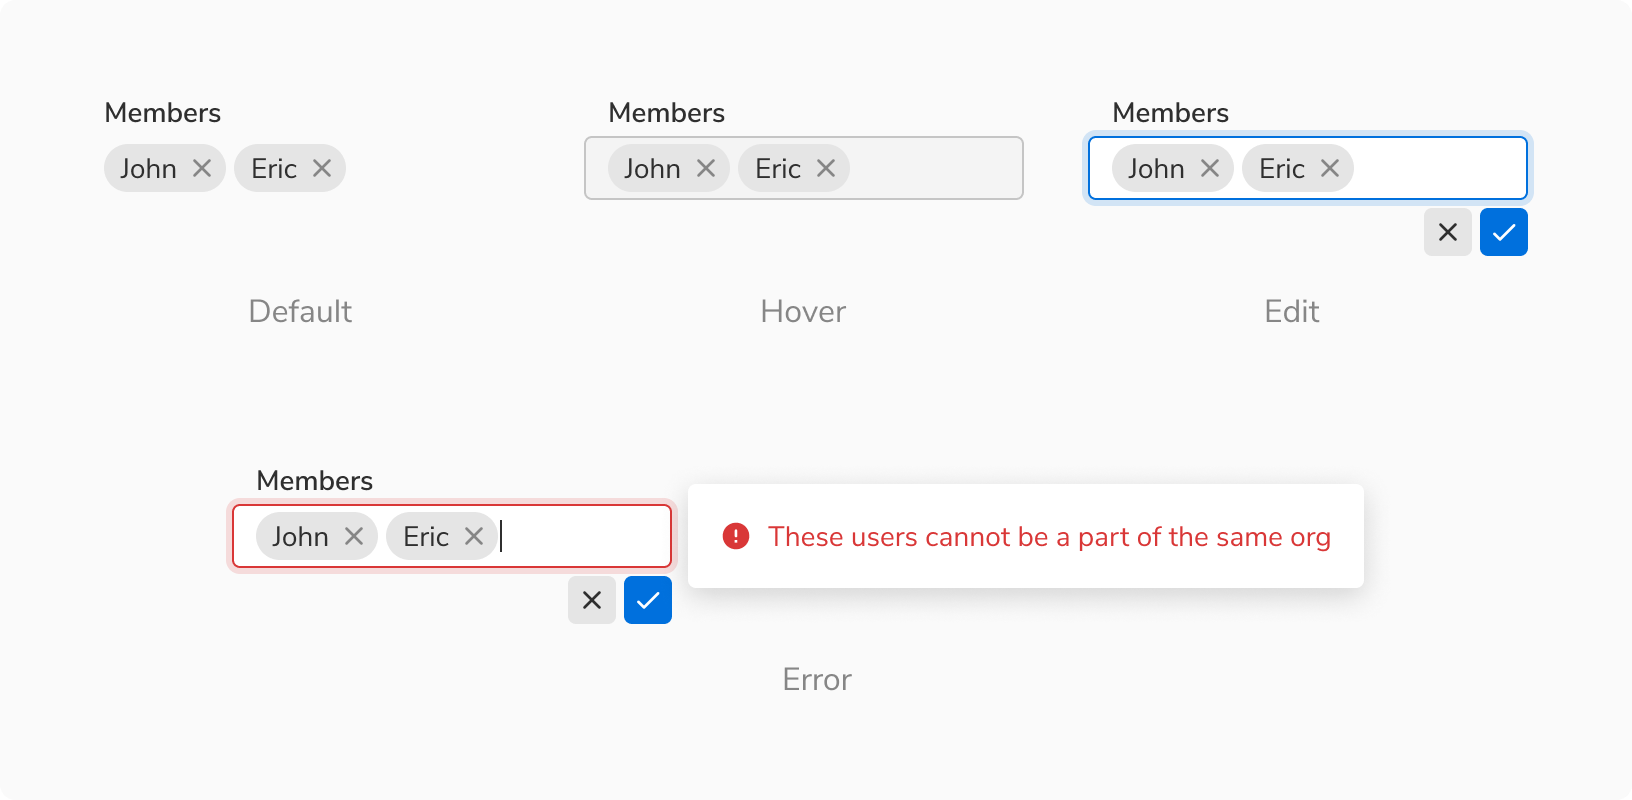 Members
John Eric
Default
Members
John Eric
Hover
Members
John Eric
Edit
Members
John Eric
These users cannot be a part of the same org
Error